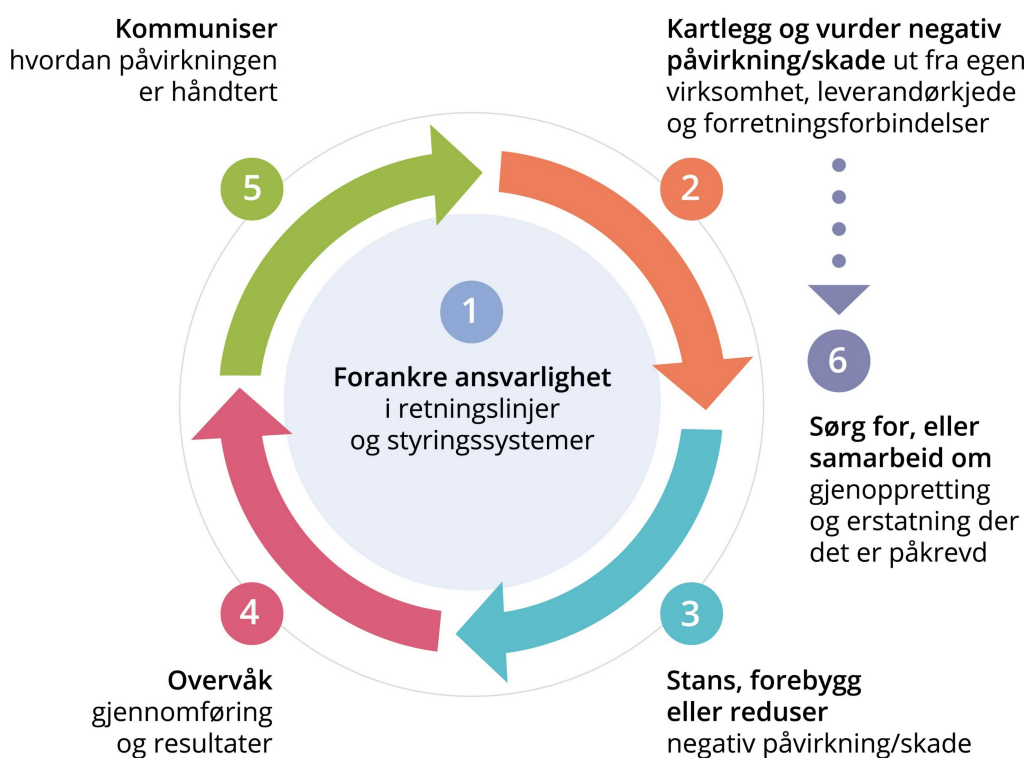 1
Forankre ansvarlighet
i retningslinjer
og styringssystemer
2
Kartlegg og vurder negativ
påvirkning/skade ut fra egen
virksomhet, leverandørkjede
og forretningsforbindelser
3
Stans, forebygg
eller reduser
negativ påvirkning/skade
4
Overvåk
gjennomføring
og resultater
5
Kommuniser
hvordan påvirkningen
er håndtert
6
Sørg for, eller
samarbeid om
gjenoppretting
og erstatning der
det er påkrevd